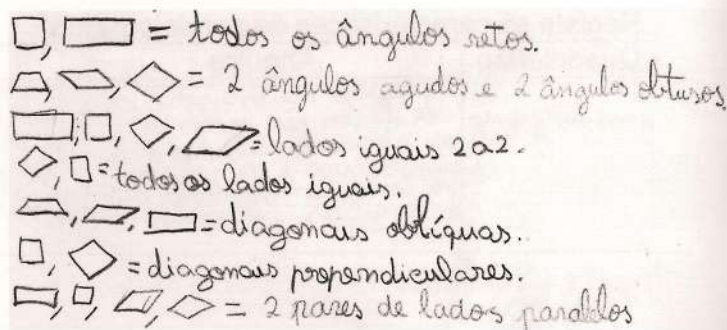 = todos os ângulos retos.
= 2 ângulos agudos e 2 ângulos obtusos
= lados iguais 2 a 2.
= todos os lados iguais.
= diagonais oblíquas.
= diagonais propendiculares.
= 2 pares de lados paralelos